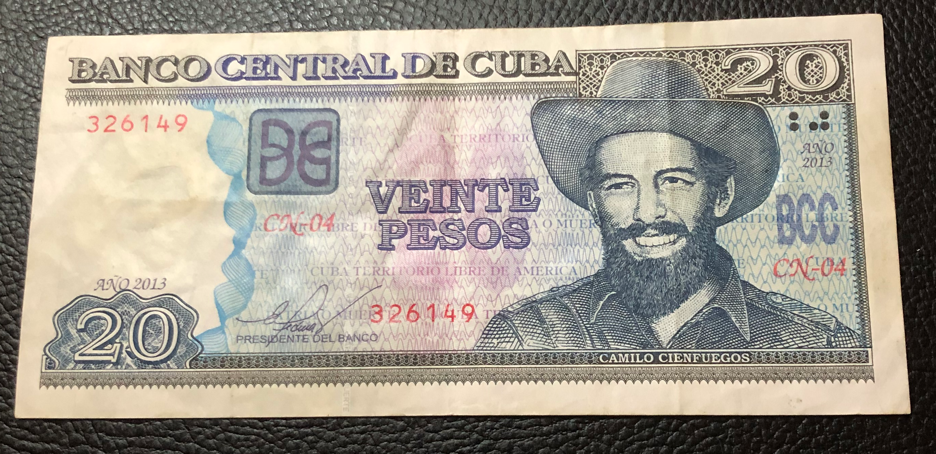 BANCO CENTRAL DE CUBA
20
326149
AÑO
2013
VEINTE
PESOS
BCC
CN-04
CN-04
CUBA TERRITORIO LIBRE DE AMERICA
AÑO 2013
326149
20
PRESIDENTE DEL BANCO
CAMILO CIENFUEGOS